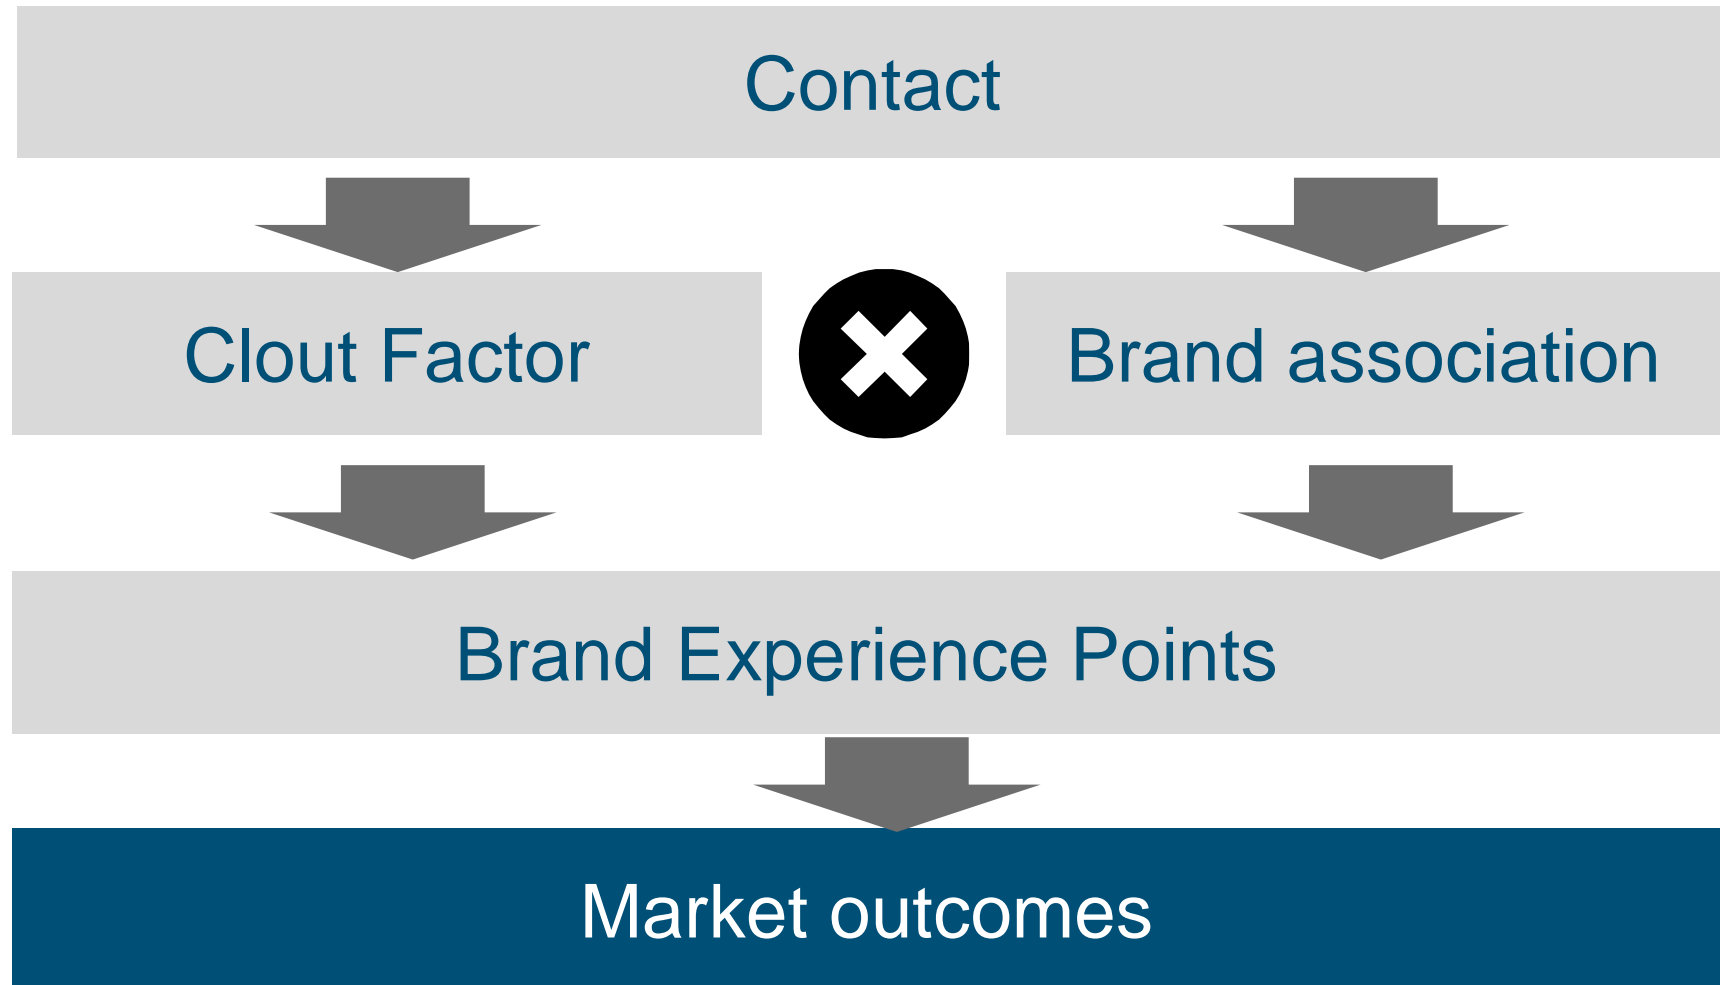 Contact
Clout Factor
Brand association
Brand Experience Points
Market outcomes